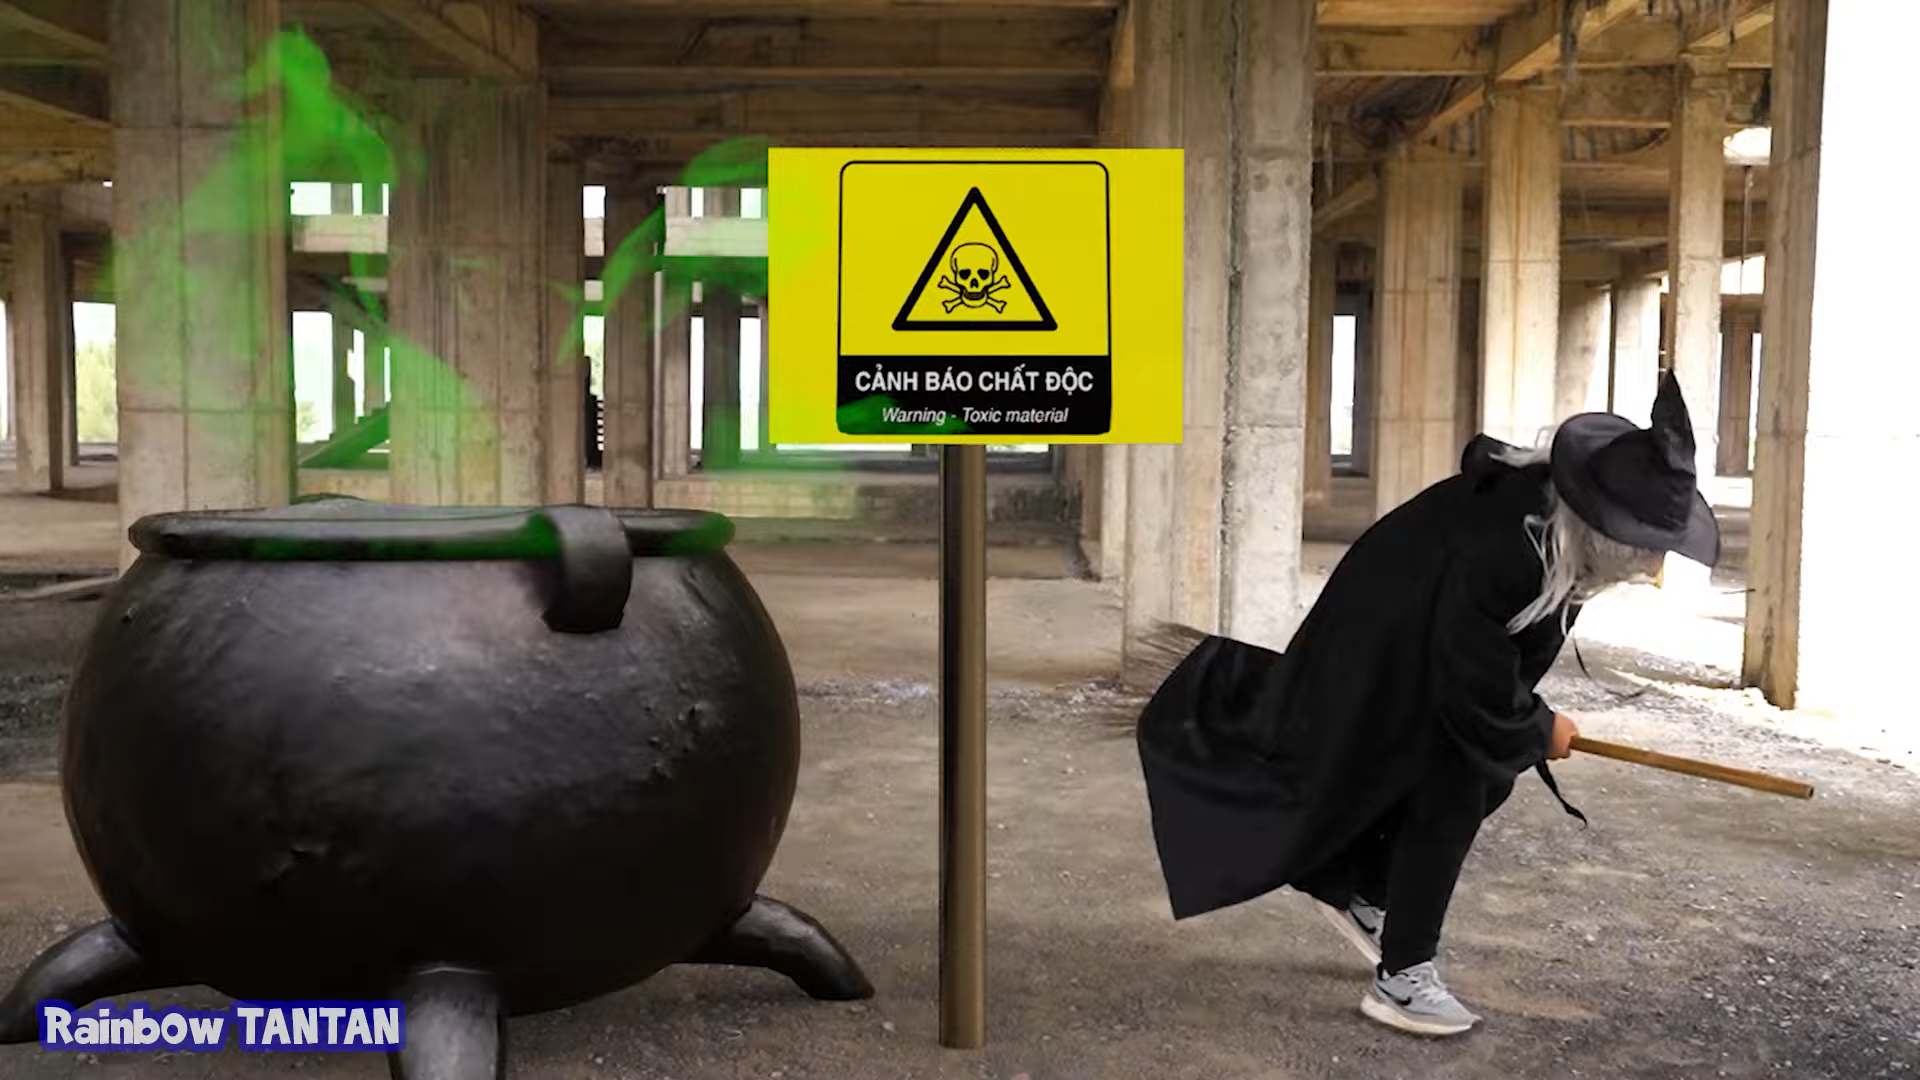 CẢNH BÁO CHẤT ĐỘC
Warning - Toxic material
Rainbow TANTAN